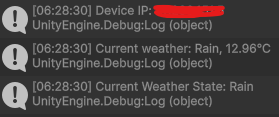 [06:28:30] Device IP:
UnityEngine.Debug:Log (object)
[06:28:30] Current weather: Rain, 12.96°C
UnityEngine.Debug:Log (object)
[06:28:30] Current Weather State: Rain
UnityEngine.Debug:Log (object)